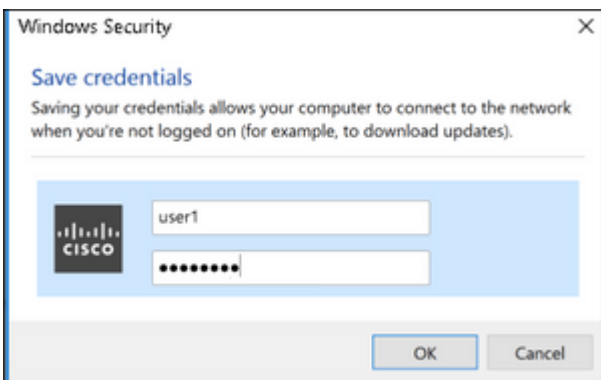 Windows Security
Save credentials
Saving your credentials allows your computer to connect to the network
when you're not logged on (for example, to download updates).
user1
CISCO
••••••••
OK Cancel